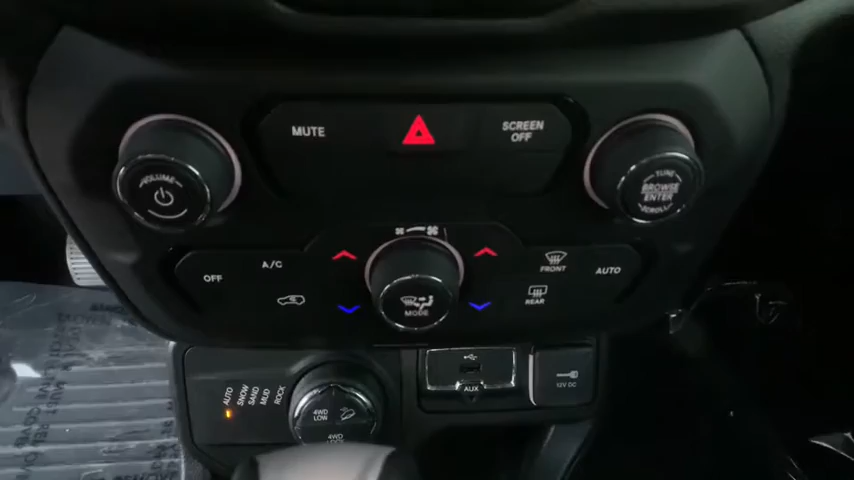 MUTE
SCREEN
OFF
VOLUME
TUNE
BROWSE
ENTER
SCROLL
OFF
A/C
MODE
FRONT
REAR
AUTO
AUTO
SNOW
SAND
MUD
ROCK
4WD
LOW
4WD
AUX
12V DC